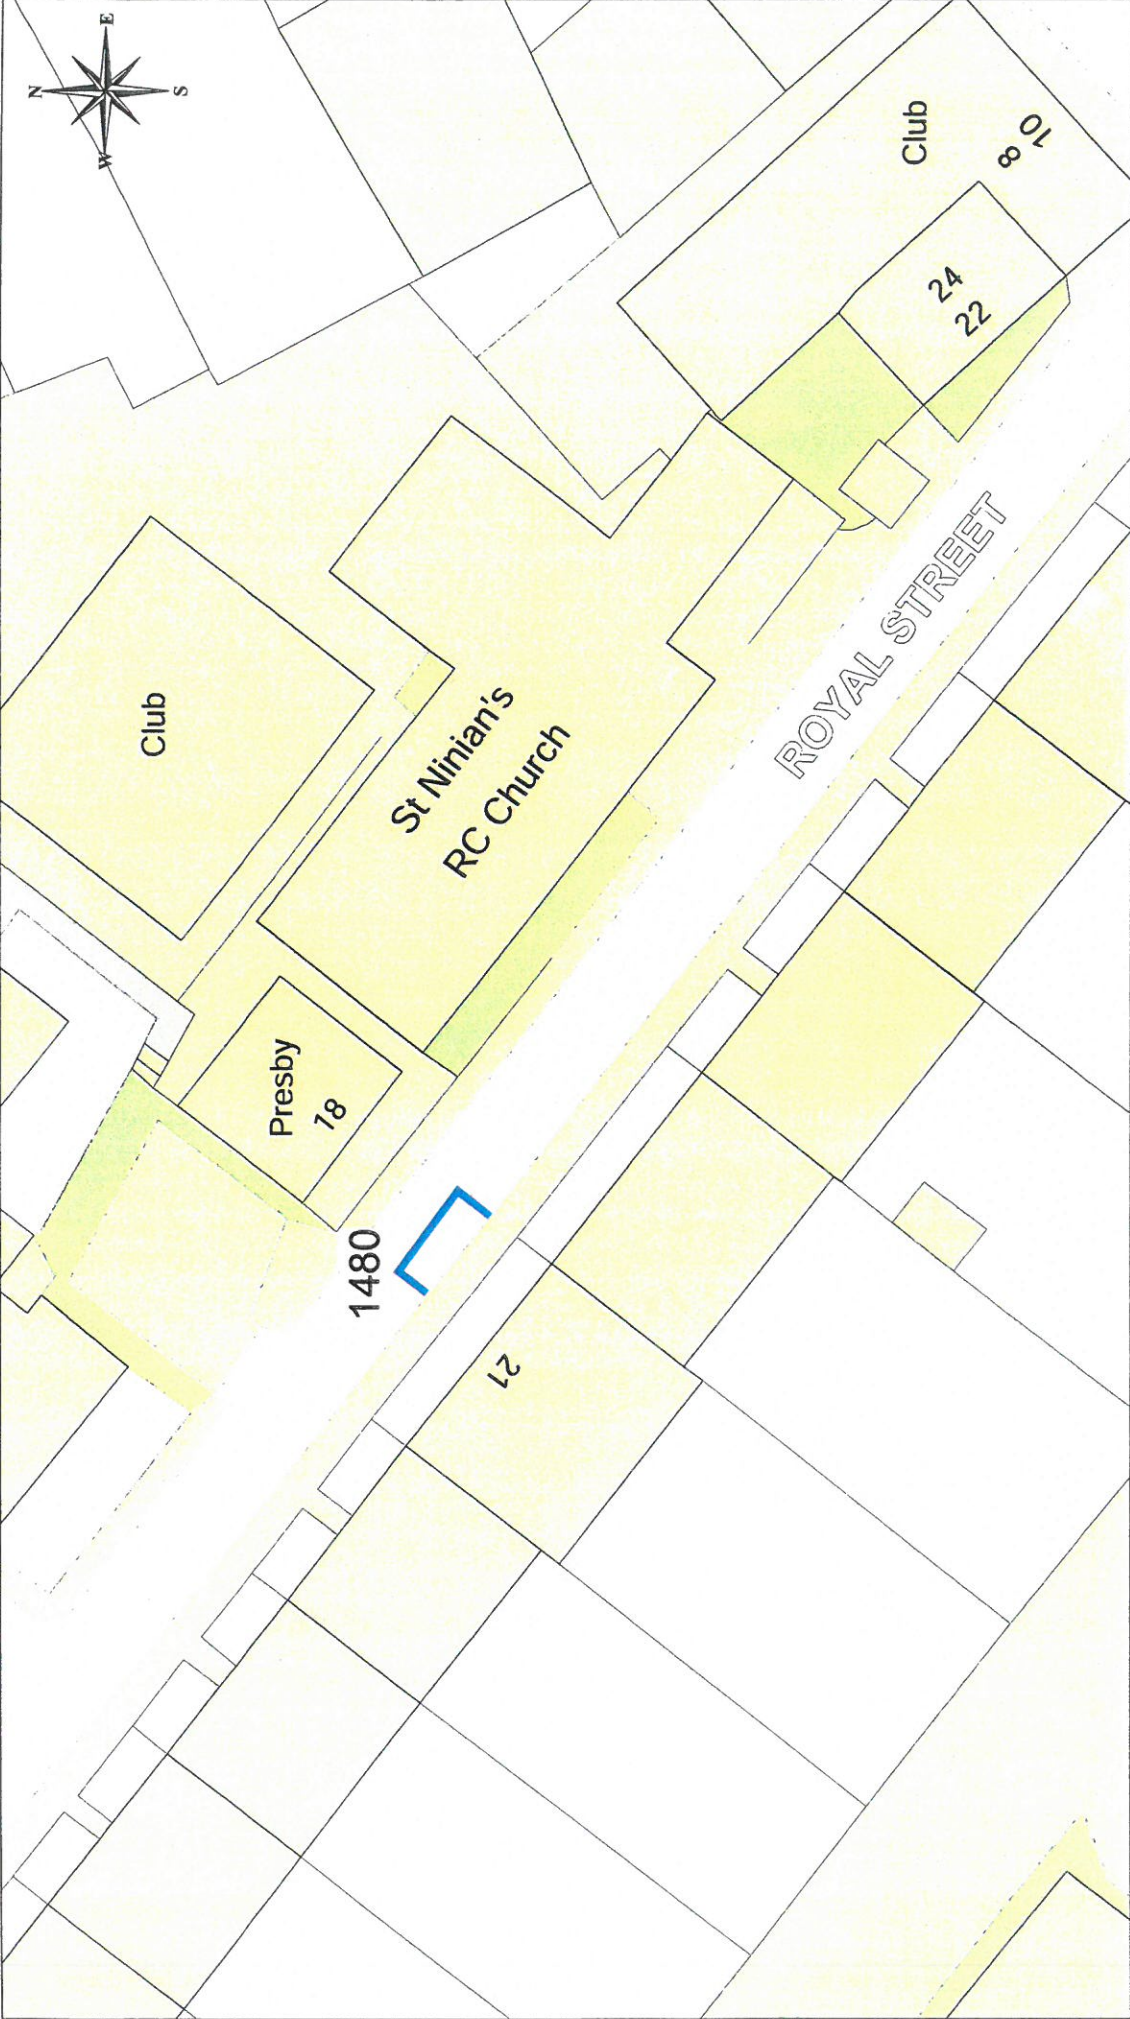 N
E
S
W
Club
10
8
24
22
Club
St Ninian's
RC Church
ROYAL STREET
Presby
18
1480
21